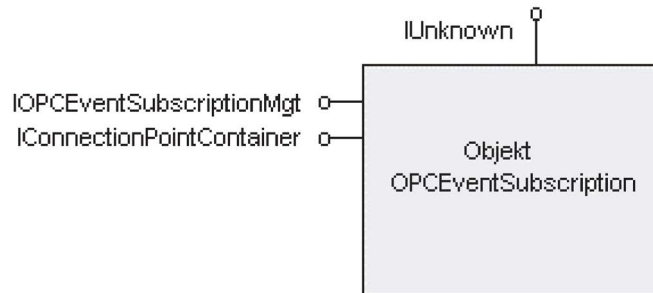 IUnknown
IOPCEventSubscriptionMgt
IConnectionPointContainer
Objekt
OPCEventSubscription